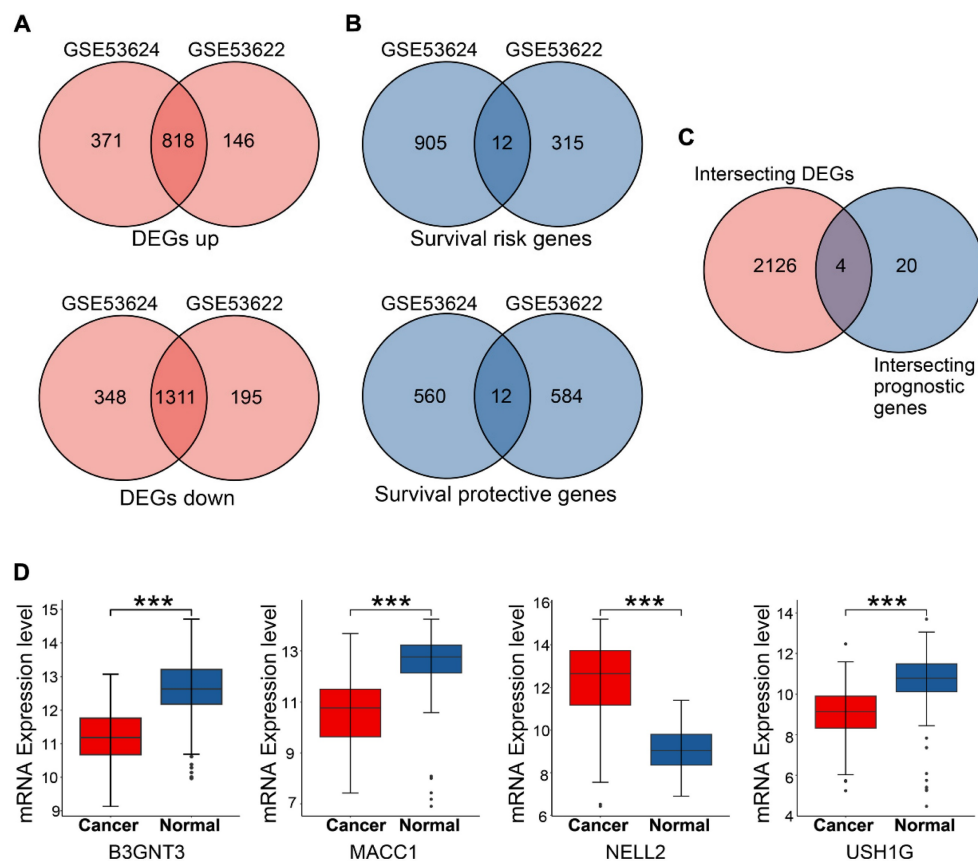 A
GSE53624
GSE53622
371
818
146
DEGs up
GSE53624
GSE53622
348
1311
195
DEGs down
B
GSE53624
GSE53622
905
12
315
Survival risk genes
GSE53624
GSE53622
560
12
584
Survival protective genes
C
Intersecting DEGs
2126
4
20
Intersecting
prognostic
genes
D
mRNA Expression level
15
14
13
12
11
10
9
***
Cancer
Normal
B3GNT3
mRNA Expression level
13
11
9
7
***
Cancer
Normal
MACC1
mRNA Expression level
16
14
12
10
8
6
***
Cancer
Normal
NELL2
mRNA Expression level
14
12
10
8
6
4
***
Cancer
Normal
USH1G